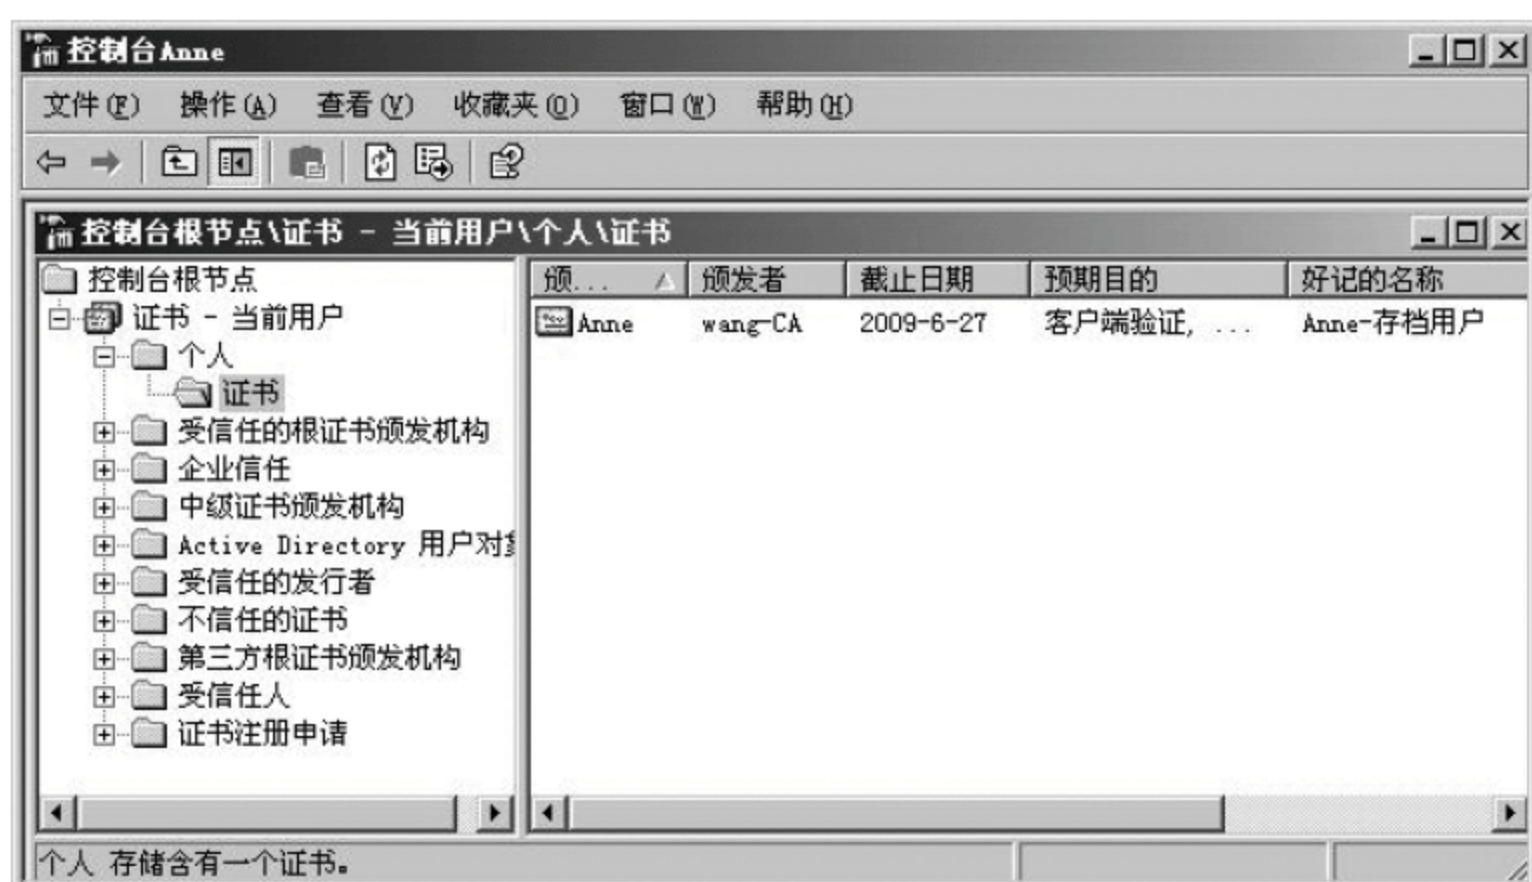 控制台Anne
文件(F) 操作(A) 查看(V) 收藏夹(O) 窗口(W) 帮助(H)
控制台根节点\证书 - 当前用户\个人\证书
控制台根节点
证书 - 当前用户
个人
证书
受信任的根证书颁发机构
企业信任
中级证书颁发机构
Active Directory 用户对
受信任的发行者
不信任的证书
第三方根证书颁发机构
受信任人
证书注册申请
颁... 颁发者 截止日期 预期目的 好记的名称
Anne wang-CA 2009-6-27 客户端验证, ... Anne-存档用户
个人 存储含有一个证书。